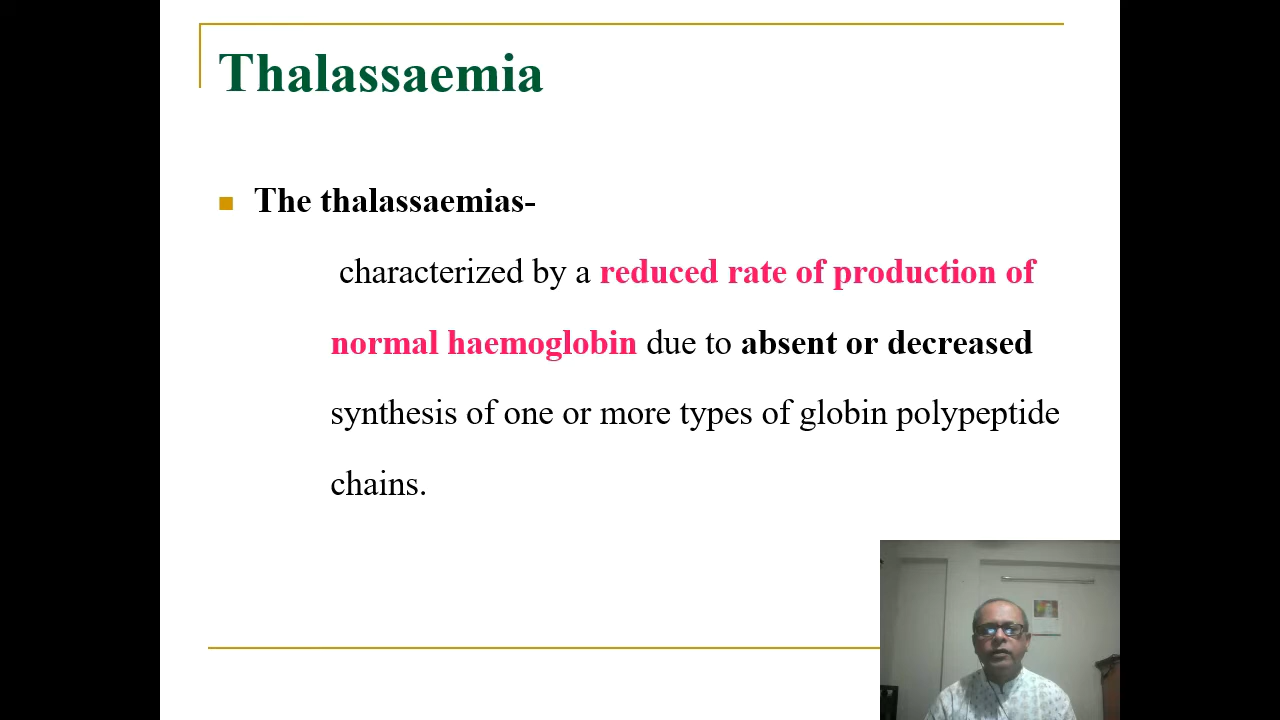 Thalassaemia
The thalassaemias-
characterized by a reduced rate of production of
normal haemoglobin due to absent or decreased
synthesis of one or more types of globin polypeptide
chains.